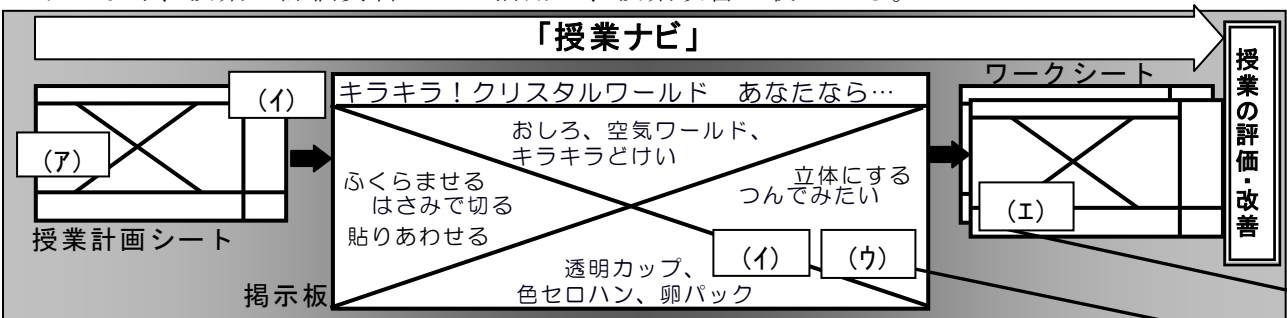 「授業ナビ」
授業の評価・改善
ワークシート
(イ)
(ア)
授業計画シート
キラキラ！クリスタルワールド　あなたなら…
おしろ、空気ワールド、
キラキラどけい
ふくらませる
はさみで切る
貼りあわせる
立体にする
つんでみたい
(イ)
(ウ)
透明カップ、
色セロハン、卵パック
掲示板
(エ)